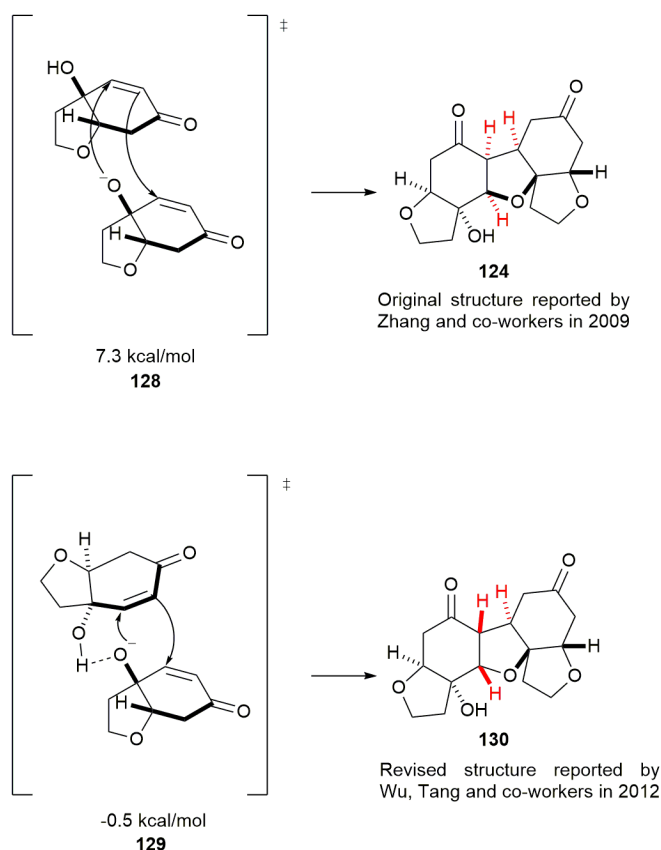 ‡
HO
H
O
O
−
O
H
O
O
7.3 kcal/mol
128
O
O
H
H
H
H
O
O
O
H
OH
124
Original structure reported by
Zhang and co-workers in 2009
‡
H
O
O
O
H
−
O
H
O
O
-0.5 kcal/mol
129
O
O
H
H
H
H
O
O
O
H
OH
130
Revised structure reported by
Wu, Tang and co-workers in 2012